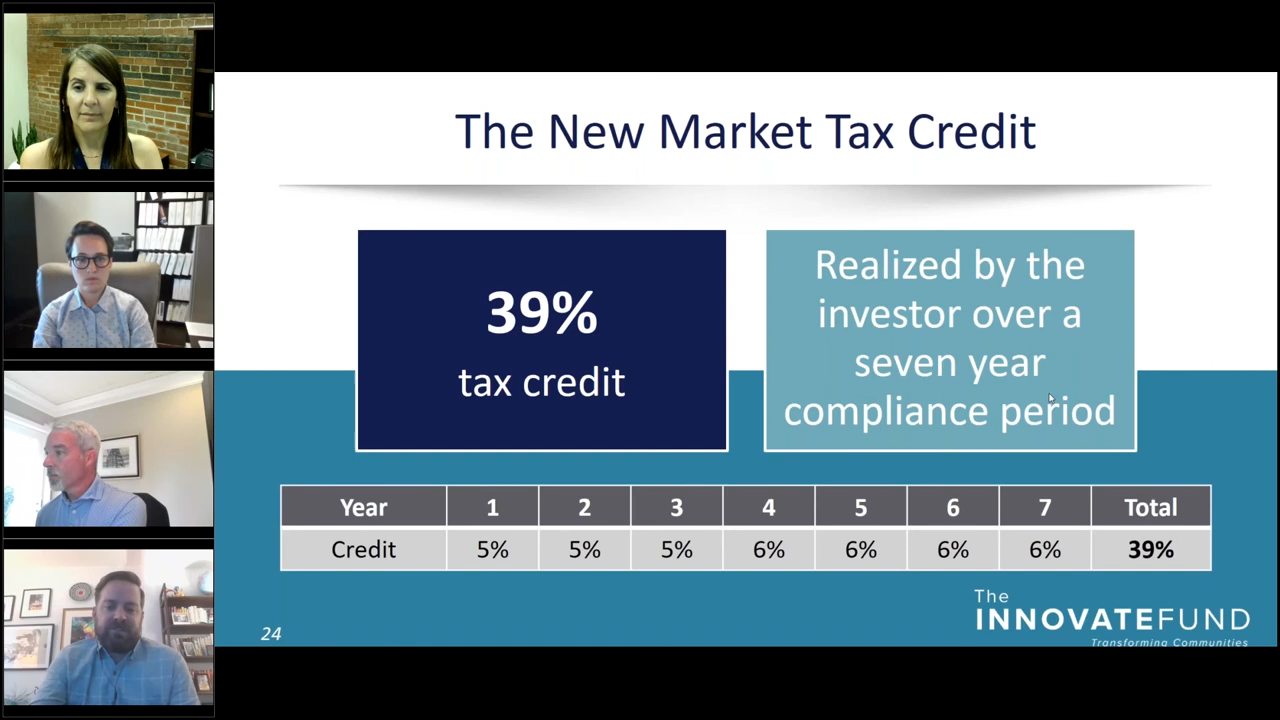 The New Market Tax Credit
39%
tax credit
Realized by the
investor over a
seven year
compliance period
Year 1 2 3 4 5 6 7 Total
Credit 5% 5% 5% 6% 6% 6% 6% 39%
The
INNOVATEFUND
Transforming Communities
24